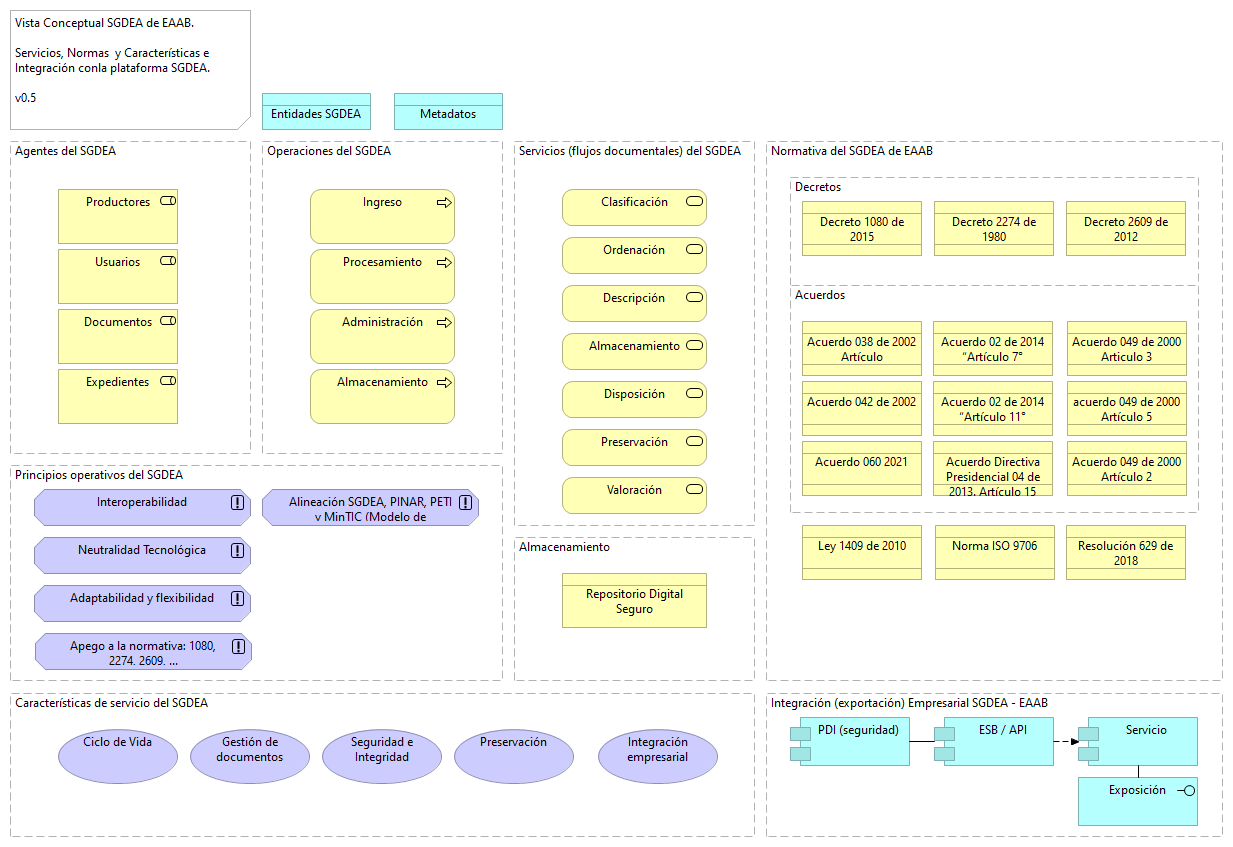 Vista Conceptual SGDEA de EAAB.
Servicios, Normas  y Características e
Integración conla plataforma SGDEA.
v0.5
Entidades SGDEA
Metadatos
Agentes del SGDEA
Productores
Usuarios
Documentos
Expedientes
Operaciones del SGDEA
Ingreso
Procesamiento
Administración
Almacenamiento
Servicios (flujos documentales) del SGDEA
Clasificación
Ordenación
Descripción
Almacenamiento
Disposición
Preservación
Valoración
Normativa del SGDEA de EAAB
Decretos
Decreto 1080 de
2015
Decreto 2274 de
1980
Decreto 2609 de
2012
Acuerdos
Acuerdo 038 de 2002
Artículo
Acuerdo 02 de 2014
“Artículo 7°
Acuerdo 049 de 2000
Articulo 3
Acuerdo 042 de 2002
Acuerdo 02 de 2014
“Artículo 11°
acuerdo 049 de 2000
Artículo 5
Acuerdo 060 2021
Acuerdo Directiva
Presidencial 04 de
2013. Artículo 15
Acuerdo 049 de 2000
Artículo 2
Ley 1409 de 2010
Norma ISO 9706
Resolución 629 de
2018
Principios operativos del SGDEA
Interoperabilidad
Alineación SGDEA, PINAR, PETI
y MinTIC (Modelo de
Neutralidad Tecnológica
Adaptabilidad y flexibilidad
Apego a la normativa: 1080,
2274. 2609. ...
Almacenamiento
Repositorio Digital
Seguro
Características de servicio del SGDEA
Ciclo de Vida
Gestión de
documentos
Seguridad e
Integridad
Preservación
Integración
empresarial
Integración (exportación) Empresarial SGDEA - EAAB
PDI (seguridad)
ESB / API
Servicio
Exposición